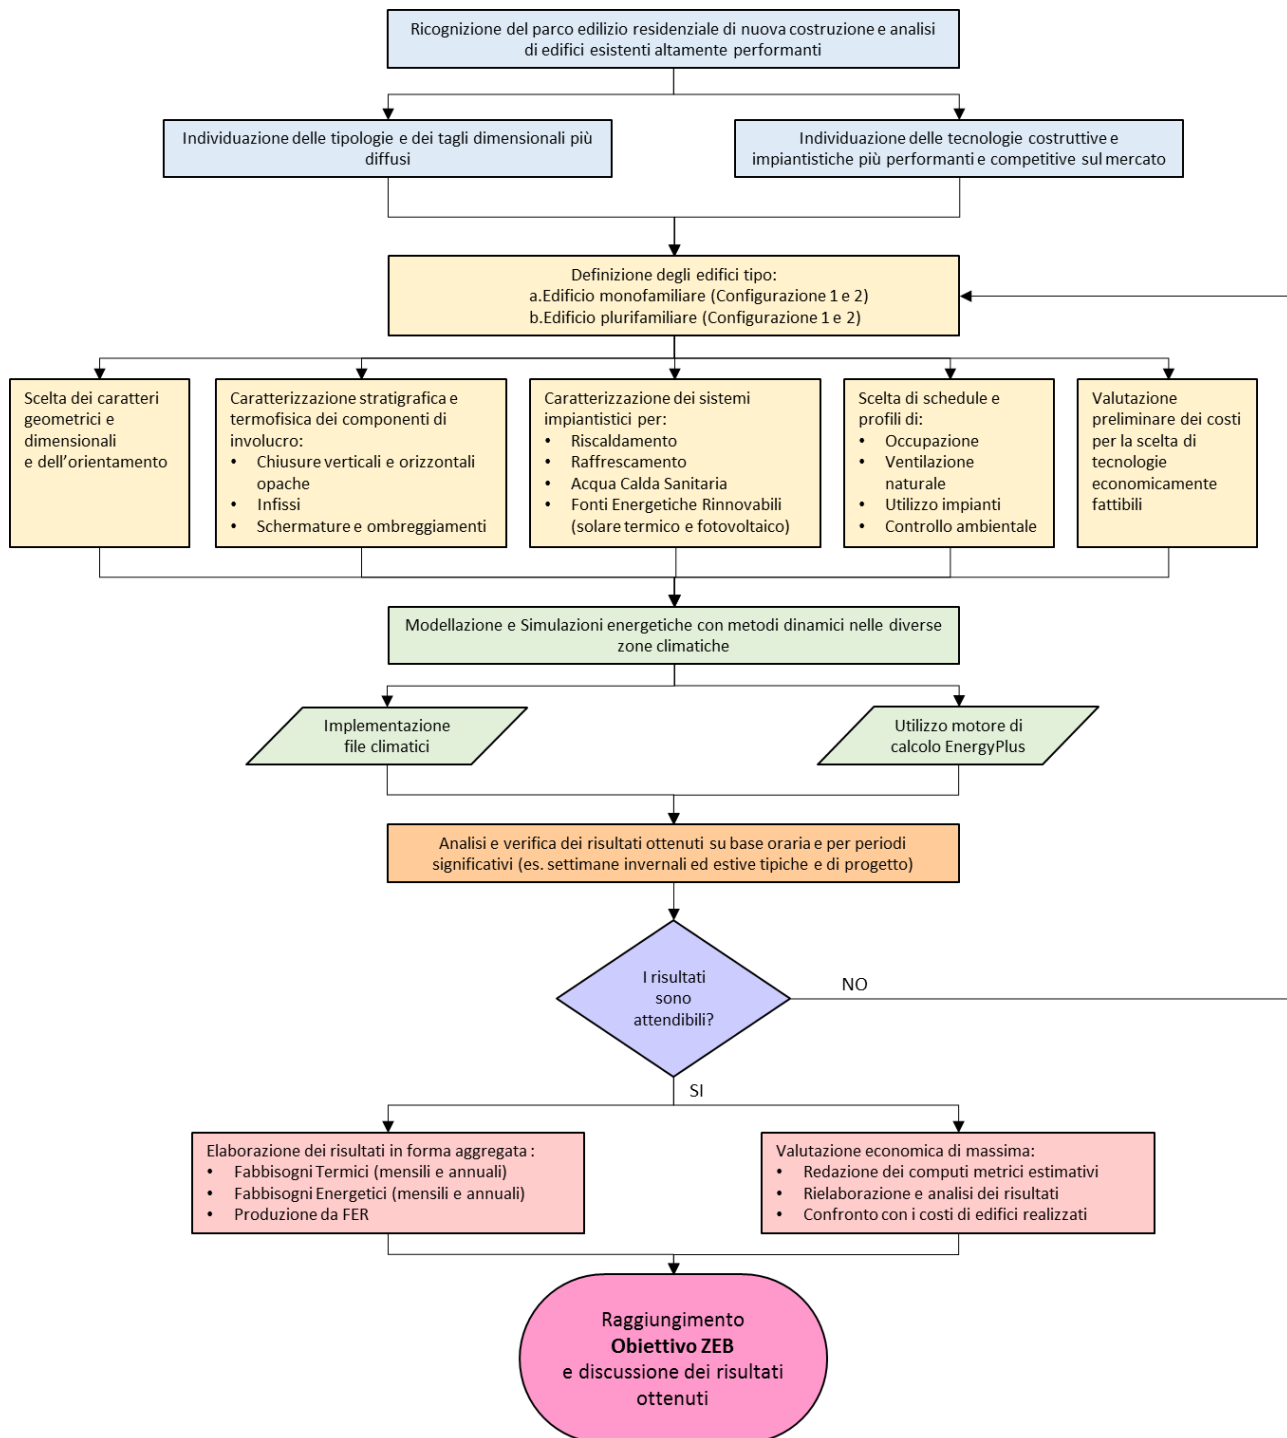 Ricognizione del parco edilizio residenziale di nuova costruzione e analisi
di edifici esistenti altamente performanti
Individuazione delle tipologie e dei tagli dimensionali più
diffusi
Individuazione delle tecnologie costruttive e
impiantistiche più performanti e competitive sul mercato
Definizione degli edifici tipo:
a.Edificio monofamiliare (Configurazione 1 e 2)
b.Edificio plurifamiliare (Configurazione 1 e 2)
Scelta dei caratteri
geometrici e
dimensionali
e dell'orientamento
Caratterizzazione stratigrafica e
termofisica dei componenti di
involucro:
• Chiusure verticali e orizzontali
opache
• Infissi
• Schermature e ombreggiamenti
Caratterizzazione dei sistemi
impiantistici per:
• Riscaldamento
• Raffrescamento
• Acqua Calda Sanitaria
• Fonti Energetiche Rinnovabili
(solare termico e fotovoltaico)
Scelta di schedule e
profili di:
• Occupazione
• Ventilazione
naturale
• Utilizzo impianti
• Controllo ambientale
Valutazione
preliminare dei costi
per la scelta di
tecnologie
economicamente
fattibili
Modellazione e Simulazioni energetiche con metodi dinamici nelle diverse
zone climatiche
Implementazione
file climatici
Utilizzo motore di
calcolo EnergyPlus
Analisi e verifica dei risultati ottenuti su base oraria e per periodi
significativi (es. settimane invernali ed estive tipiche e di progetto)
I risultati
sono
attendibili?
NO
SI
Elaborazione dei risultati in forma aggregata :
• Fabbisogni Termici (mensili e annuali)
• Fabbisogni Energetici (mensili e annuali)
• Produzione da FER
Valutazione economica di massima:
• Redazione dei computi metrici estimativi
• Rielaborazione e analisi dei risultati
• Confronto con i costi di edifici realizzati
Raggiungimento
Obiettivo ZEB
e discussione dei risultati
ottenuti